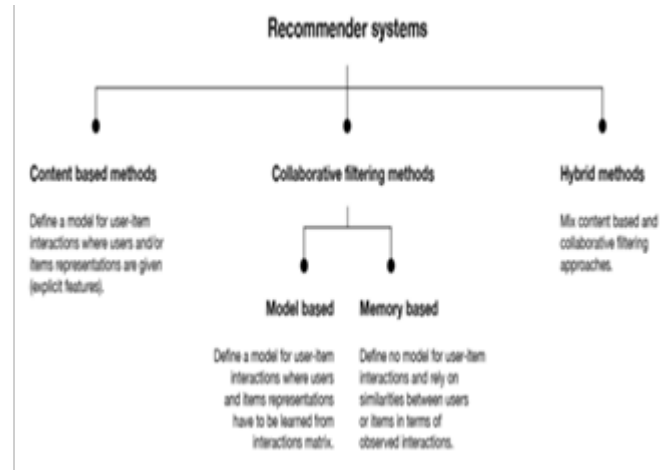 Recommender systems
Content based methods
Define a model for user-item
interactions where users and/or
items representations are given
(explicit features).
Collaborative filtering methods
Model based
Define a model for user-item
interactions where users
and items representations
have to be learned from
interactions matrix.
Memory based
Define no model for user-item
interactions and rely on
similarities between users
or items in terms of
observed interactions.
Hybrid methods
Mix content based and
collaborative filtering
approaches.